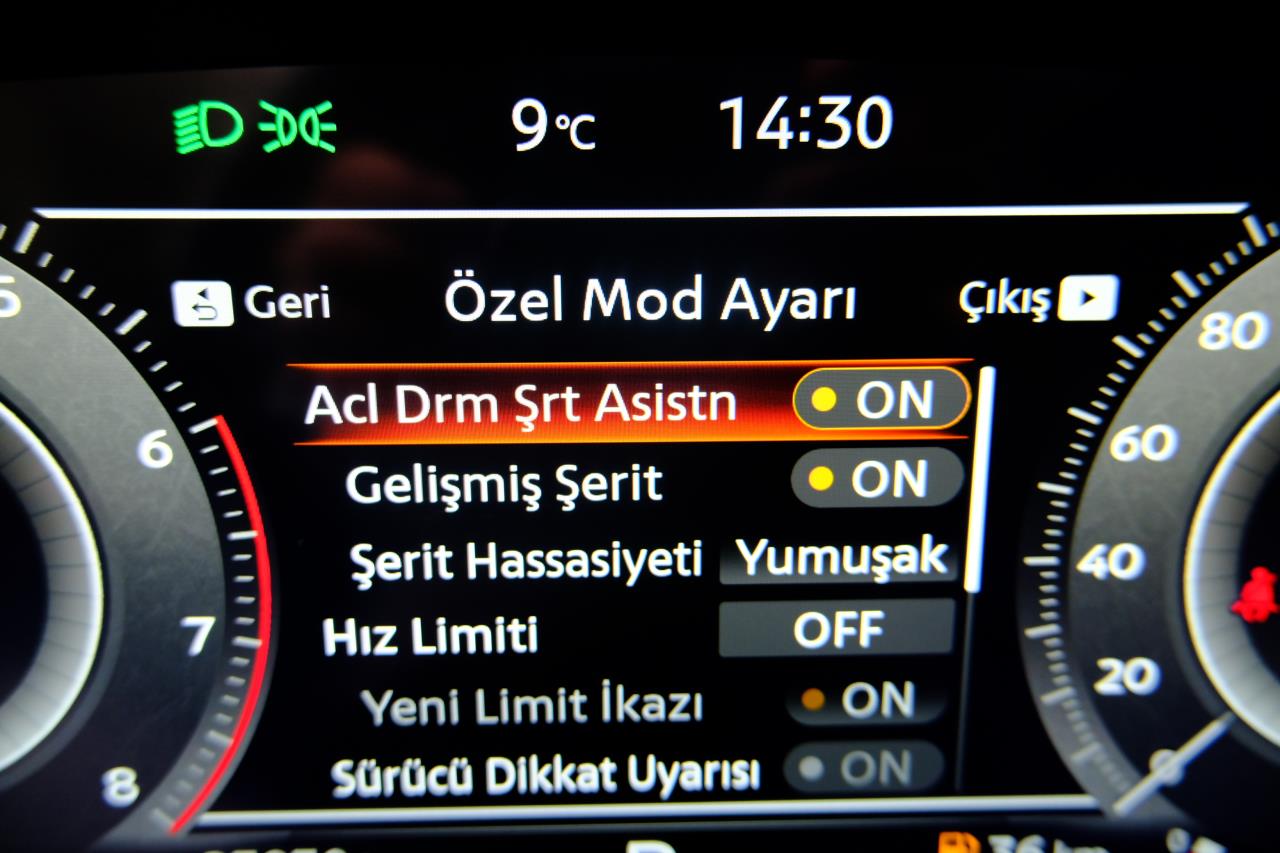 9°C 14:30
Geri Özel Mod Ayarı Çıkış
Acl Drm Şrt Asistn ON
Gelişmiş Şerit ON
Şerit Hassasiyeti Yumuşak
Hız Limiti OFF
Yeni Limit İkazı ON
Sürücü Dikkat Uyarısı ON
6
7
8
80
60
40
20
0